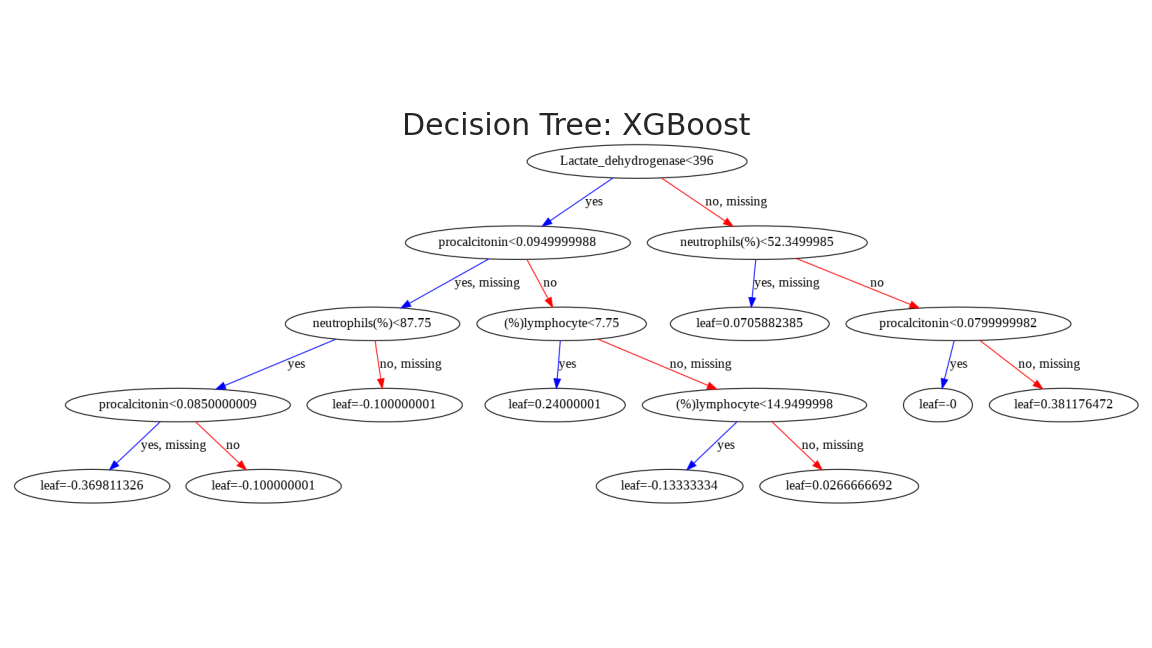 Decision Tree: XGBoost
Lactate_dehydrogenase<396
yes
no, missing
procalcitonin<0.0949999988
neutrophils(%)<52.3499985
yes, missing
no
yes, missing
no
neutrophils(%)<87.75
(%)lymphocyte<7.75
leaf=0.0705882385
procalcitonin<0.0799999982
yes
no, missing
yes
no, missing
yes
no, missing
procalcitonin<0.0850000009
leaf=-0.100000001
leaf=0.24000001
(%)lymphocyte<14.9499998
leaf=-0
leaf=0.381176472
yes, missing
no
yes
no, missing
leaf=-0.369811326
leaf=-0.100000001
leaf=-0.13333334
leaf=0.0266666692